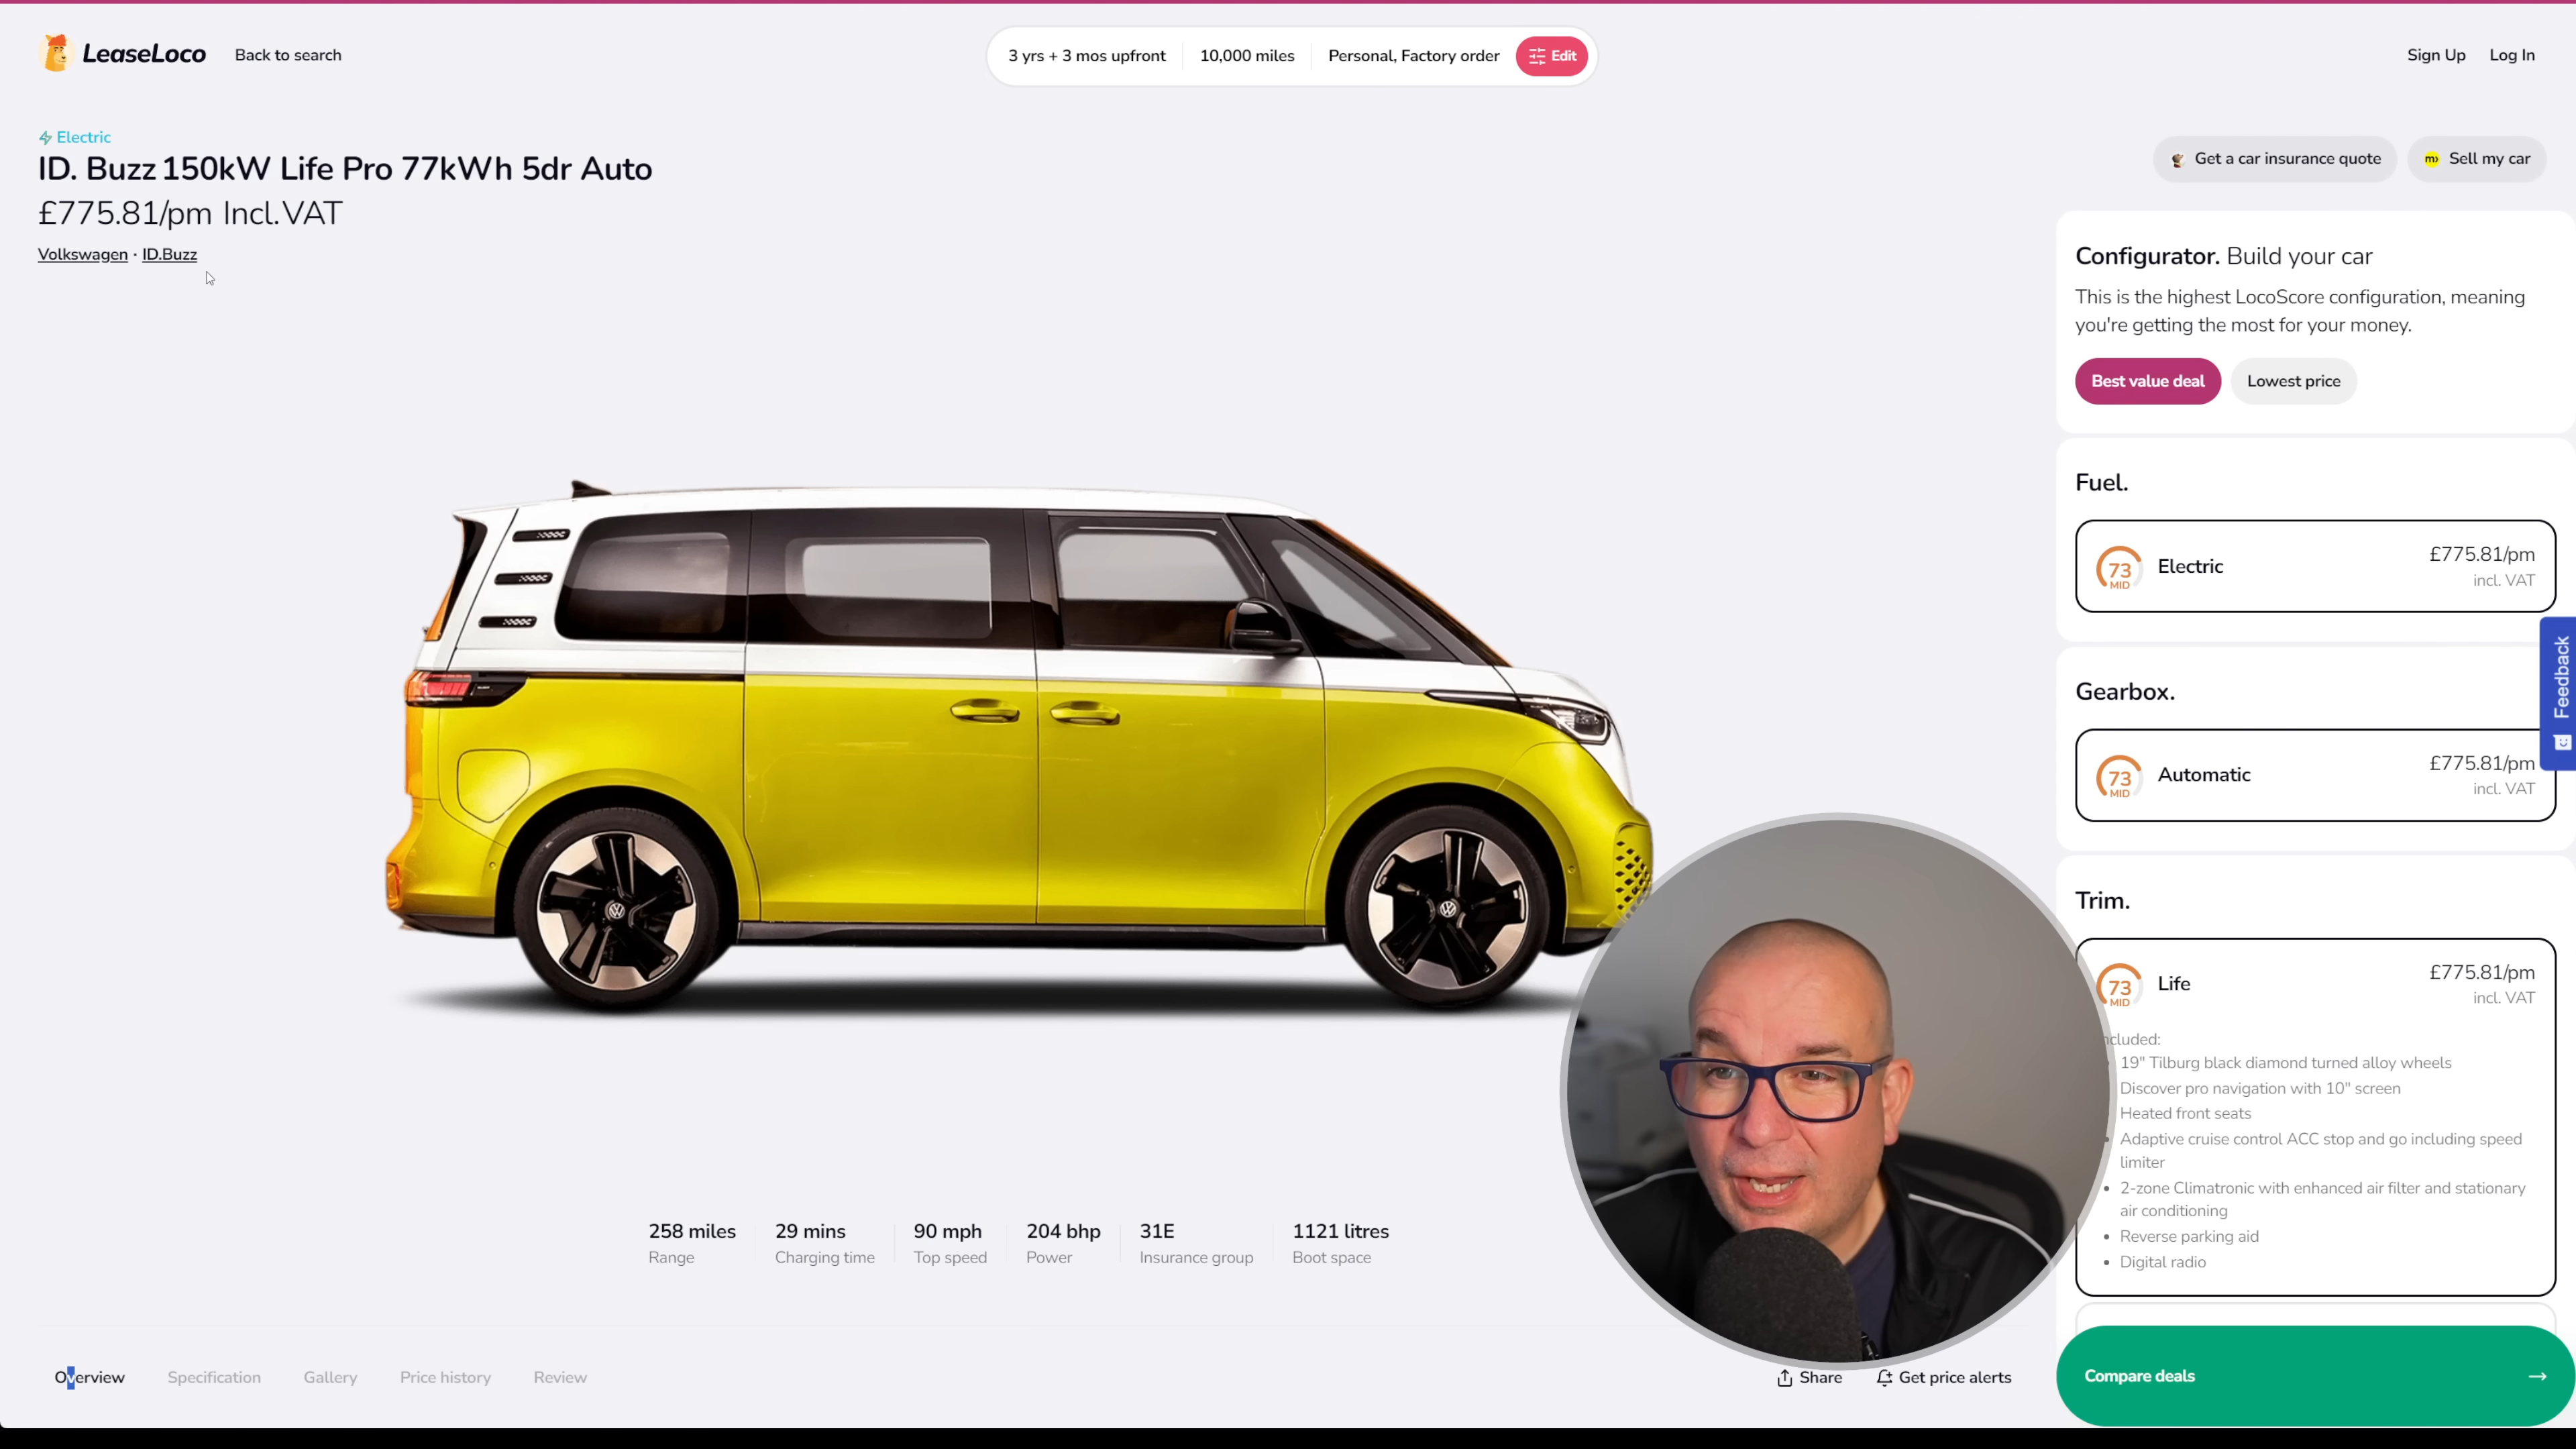 LeaseLoco
Back to search
3 yrs + 3 mos upfront
10,000 miles
Personal, Factory order
Edit
Sign Up
Log In
Electric
ID. Buzz 150kW Life Pro 77kWh 5dr Auto
£775.81/pm Incl.VAT
Volkswagen · ID.Buzz
Get a car insurance quote
Sell my car
Configurator. Build your car
This is the highest LocoScore configuration, meaning
you're getting the most for your money.
Best value deal
Lowest price
Fuel.
73
MID
Electric
£775.81/pm
incl. VAT
Feedback
Gearbox.
73
MID
Automatic
£775.81/pm
incl. VAT
Trim.
73
MID
Life
£775.81/pm
incl. VAT
cluded:
19" Tilburg black diamond turned alloy wheels
Discover pro navigation with 10" screen
Heated front seats
Adaptive cruise control ACC stop and go including speed
limiter
2-zone Climatronic with enhanced air filter and stationary
air conditioning
Reverse parking aid
Digital radio
258 miles
Range
29 mins
Charging time
90 mph
Top speed
204 bhp
Power
31E
Insurance group
1121 litres
Boot space
Overview
Specification
Gallery
Price history
Review
Share
Get price alerts
Compare deals